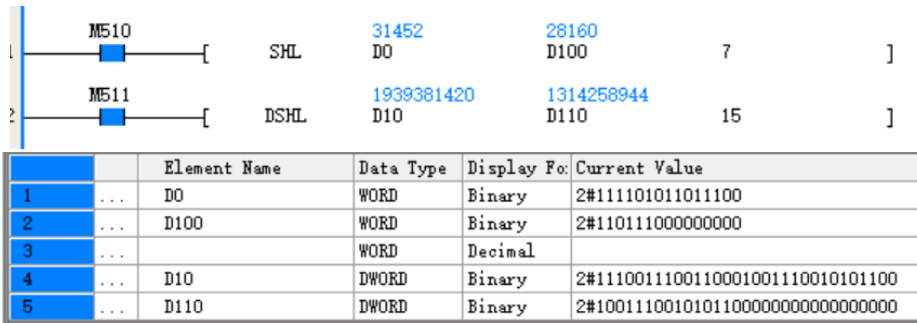 M510 31452 28160
SHL D0 D100 7 ]
M511 1939381420 1314258944
2 [ DSHL D10 D110 15 ]
Element Name Data Type Display Fo: Current Value
1 ... D0 WORD Binary 2#111101011011100
2 ... D100 WORD Binary 2#110111000000000
3 ... WORD Decimal
4 ... D10 DWORD Binary 2#1110011100110001001110010101100
5 ... D110 DWORD Binary 2#1001110010101100000000000000000